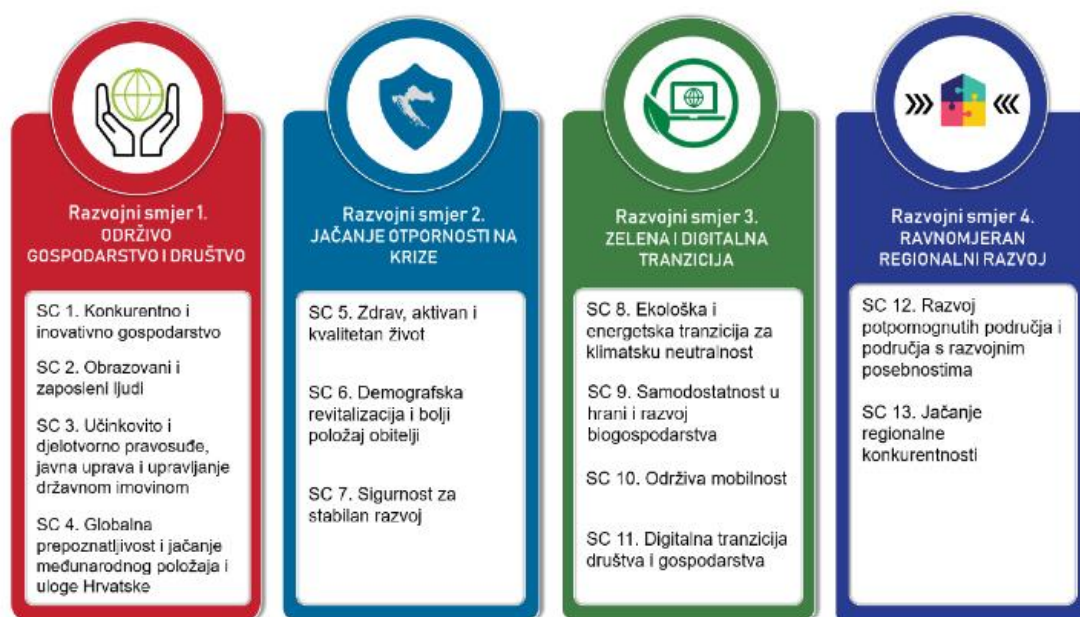 Razvojni smjer 1.
ODRŽIVO
GOSPODARSTVO I DRUŠTVO
SC 1. Konkurentno i
inovativno gospodarstvo
SC 2. Obrazovani i
zaposleni ljudi
SC 3. Učinkovito i
djelotvorno pravosuđe,
javna uprava i upravljanje
državnom imovinom
SC 4. Globalna
prepoznatljivost i jačanje
međunarodnog položaja i
uloge Hrvatske
Razvojni smjer 2.
JAČANJE OTPORNOSTI NA
KRIZE
SC 5. Zdrav, aktivan i
kvalitetan život
SC 6. Demografska
revitalizacija i bolji
položaj obitelji
SC 7. Sigurnost za
stabilan razvoj
Razvojni smjer 3.
ZELENA I DIGITALNA
TRANZICIJA
SC 8. Ekološka i
energetska tranzicija za
klimatsku neutralnost
SC 9. Samodostatnost u
hrani i razvoj
biogospodarstva
SC 10. Održiva mobilnost
SC 11. Digitalna tranzicija
društva i gospodarstva
Razvojni smjer 4.
RAVNOMJERAN
REGIONALNI RAZVOJ
SC 12. Razvoj
potpomognutih područja i
područja s razvojnim
posebnostima
SC 13. Jačanje
regionalne
konkurentnosti